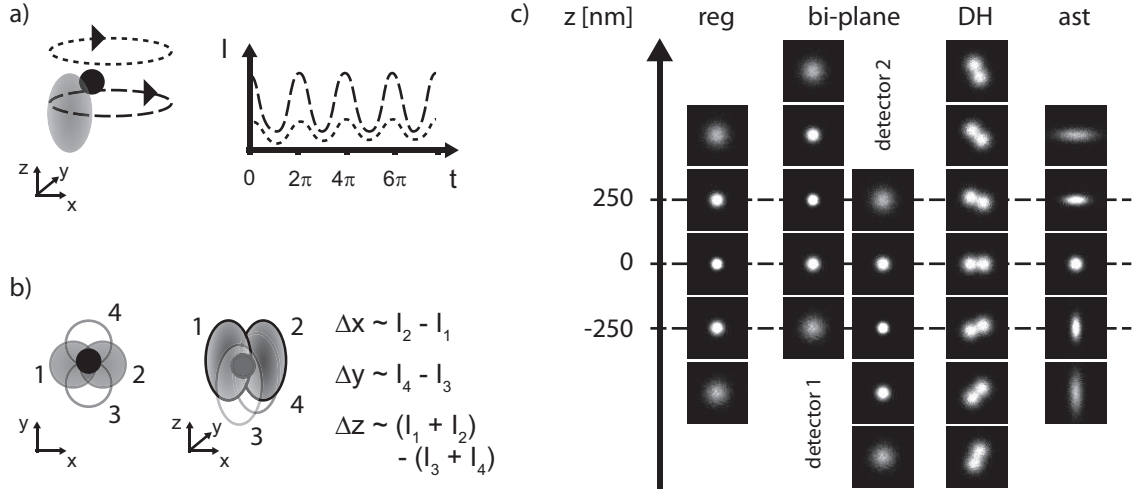 a)
I
z
y
x
0 2π 4π 6π t
b)
4
1 2
3
y
x
1 2
4
3
z
y
x
Δx ~ I₂ - I₁
Δy ~ I₄ - I₃
Δz ~ (I₁ + I₂)
- (I₃ + I₄)
c) z [nm] reg bi-plane DH ast
detector 2
250
0
-250
detector 1